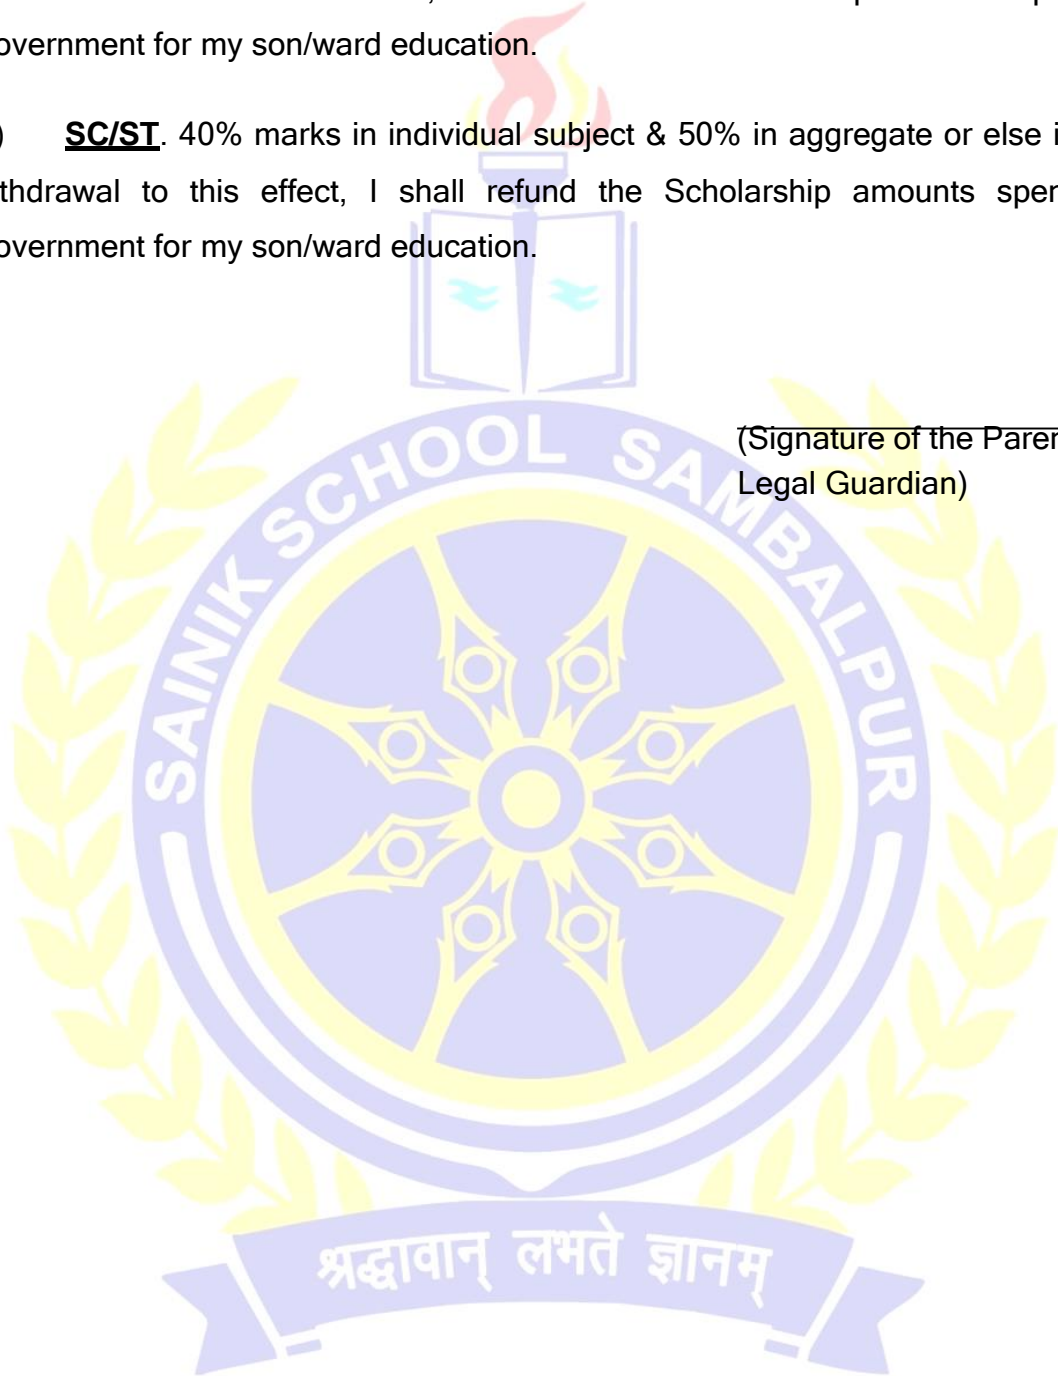 overnment for my son/ward education.
) SC/ST. 40% marks in individual subject & 50% in aggregate or else i
thdrawal to this effect, I shall refund the Scholarship amounts spen
overnment for my son/ward education.
(Signature of the Paren
Legal Guardian)
SAINIK SCHOOL SAMBALPUR
श्रद्धावान् लभते ज्ञानम्